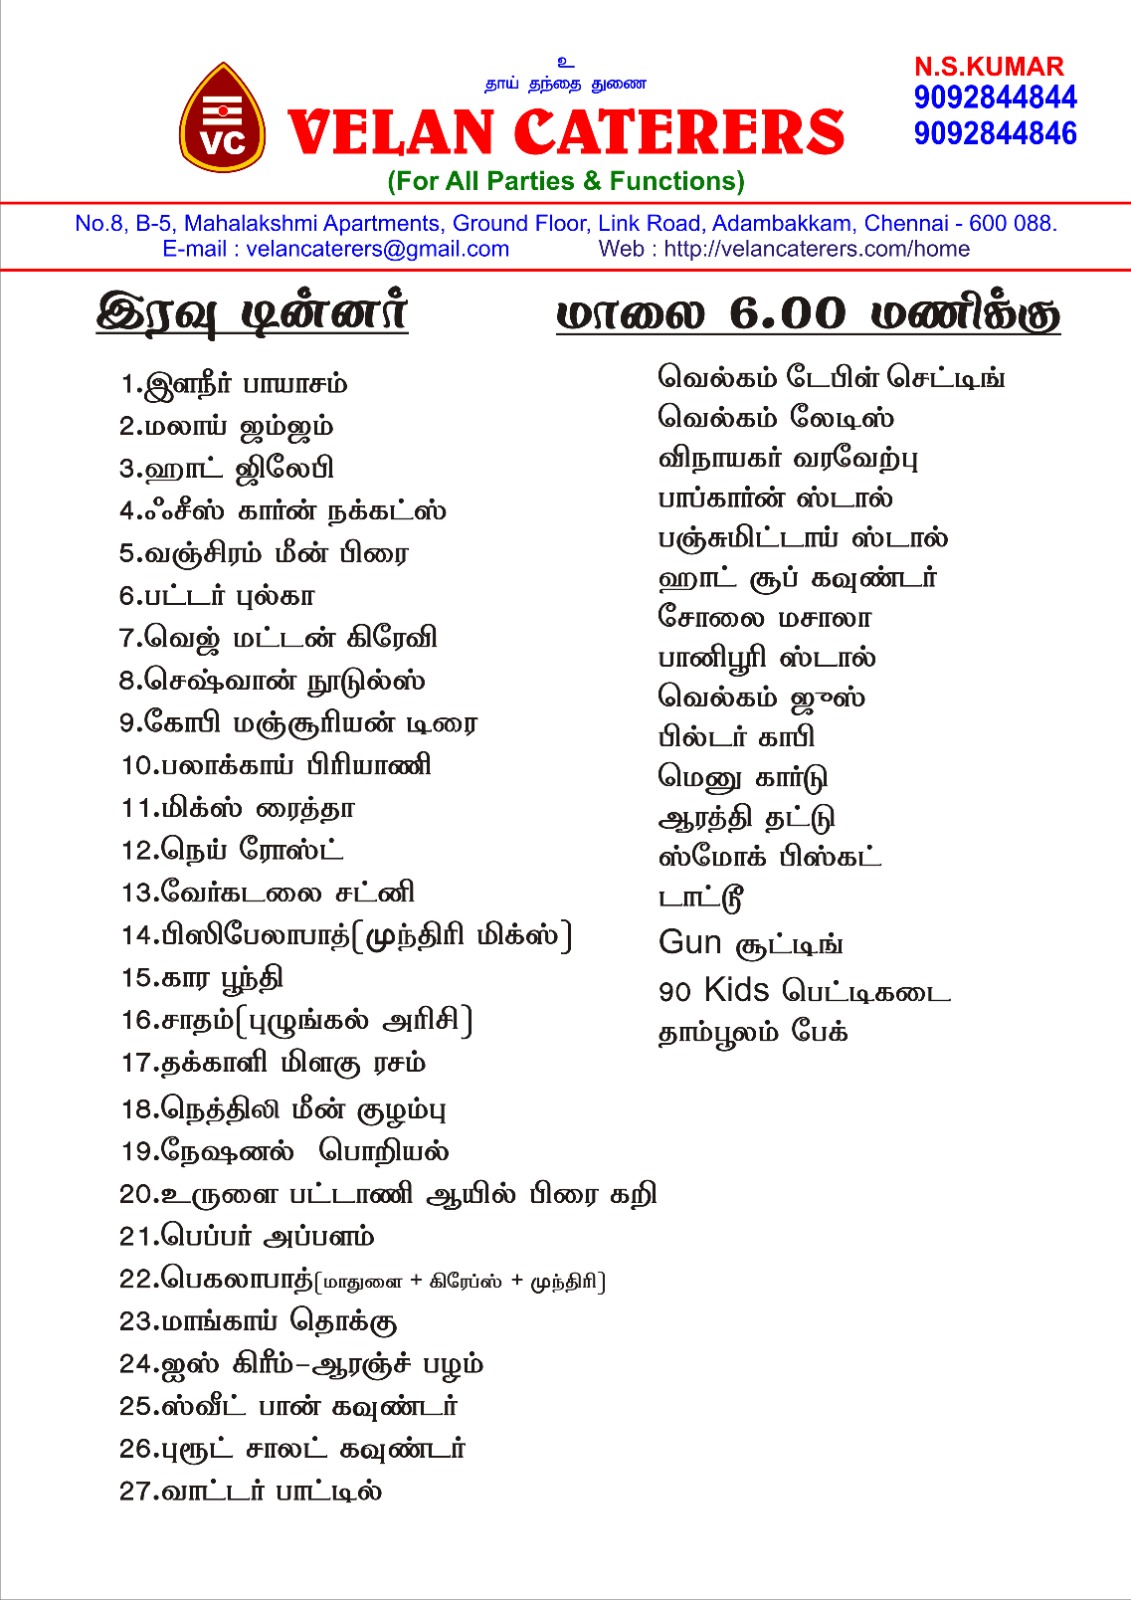 உ
தாய் தந்தை துணை
VC
VELAN CATERERS
(For All Parties & Functions)
N.S.KUMAR
9092844844
9092844846
No.8, B-5, Mahalakshmi Apartments, Ground Floor, Link Road, Adambakkam, Chennai - 600 088.
E-mail : velancaterers@gmail.com Web : http://velancaterers.com/home
இரவு டின்னர்
1.இளநீர் பாயாசம்
2.மலாய் ஜம்ஜம்
3.ஹாட் ஜிலேபி
4.ஃசீஸ் கார்ன் நக்கட்ஸ்
5.வஞ்சிரம் மீன் பிரை
6.பட்டர் புல்கா
7.வெஜ் மட்டன் கிரேவி
8.செஷ்வான் நூடுல்ஸ்
9.கோபி மஞ்சூரியன் டிரை
10.பலாக்காய் பிரியாணி
11.மிக்ஸ் ரைத்தா
12.நெய் ரோஸ்ட்
13.வேர்கடலை சட்னி
14.பிஸிபேலாபாத்(முந்திரி மிக்ஸ்)
15.கார பூந்தி
16.சாதம்(புழுங்கல் அரிசி)
17.தக்காளி மிளகு ரசம்
18.நெத்திலி மீன் குழம்பு
19.நேஷனல் பொறியல்
20.உருளை பட்டாணி ஆயில் பிரை கறி
21.பெப்பர் அப்பளம்
22.பெகலாபாத்(மாதுளை + கிரேப்ஸ் + முந்திரி)
23.மாங்காய் தொக்கு
24.ஐஸ் கிரீம்-ஆரஞ்ச் பழம்
25.ஸ்வீட் பான் கவுண்டர்
26.புரூட் சாலட் கவுண்டர்
27.வாட்டர் பாட்டில்
மாலை 6.00 மணிக்கு
வெல்கம் டேபிள் செட்டிங்
வெல்கம் லேடிஸ்
விநாயகர் வரவேற்பு
பாப்கார்ன் ஸ்டால்
பஞ்சுமிட்டாய் ஸ்டால்
ஹாட் சூப் கவுண்டர்
சோலை மசாலா
பானிபூரி ஸ்டால்
வெல்கம் ஜுஸ்
பில்டர் காபி
மெனு கார்டு
ஆரத்தி தட்டு
ஸ்மோக் பிஸ்கட்
டாட்டூ
Gun சூட்டிங்
90 Kids பெட்டிகடை
தாம்பூலம் பேக்